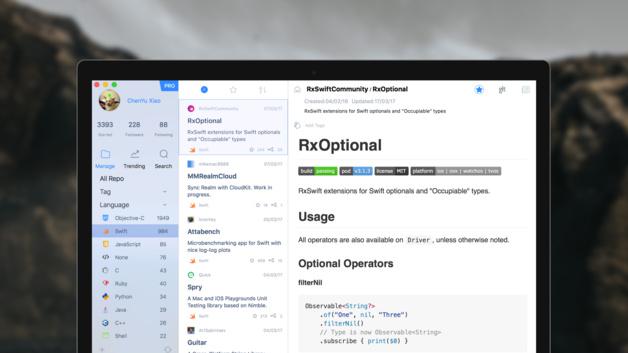 PRO
ChenYu Xiao
3393
228
88
Starred
Followers
Following
Manage
Trending
Search
All Repo
Tag
Language
Objective-C 1949
Swift 984
JavaScript 85
None 76
C 43
Ruby 40
Python 34
Java 29
C++ 26
Shell 22
RxSwiftCommunity
RxOptional
RxSwift extensions for Swift optionals
and "Occupiable" types
Swift
MMRealmCloud
Sync Realm with CloudKit. Work in
progress.
Swift
Attabench
Microbenchmarking app for Swift with
nice log-log plots
Swift
Quick
Spry
A Mac and iOS Playgrounds Unit
Testing library based on Nimble.
Swift
Guitar
RxSwiftCommunity / RxOptional
Created:04/02/16 Updated:17/03/17
RxSwift extensions for Swift optionals and "Occupiable" types
Add Tags
RxOptional
build passing pod v3.1.3 license MIT platform ios | osx | watchos | tvos
RxSwift extensions for Swift optionals and "Occupiable" types.
Usage
All operators are also available on Driver, unless otherwise noted.
Optional Operators
filterNil
Observable<String?>
.of("One", nil, "Three")
.filterNil()
// Type is now Observable<String>
.subscribe { print($0) }